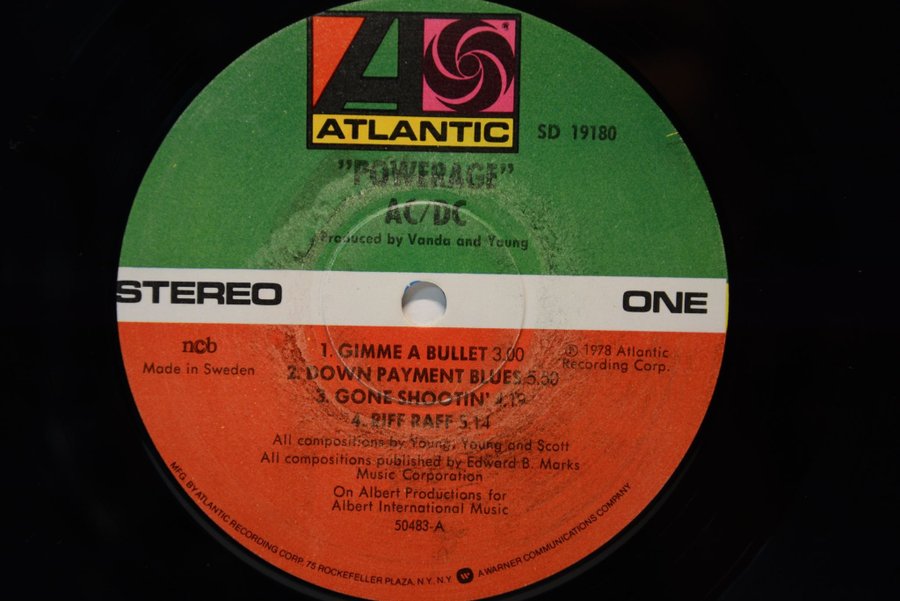 ATLANTIC
SD 19180
"POWERAGE"
AC/DC
Produced by Vanda and Young
STEREO
ONE
ncb
Made in Sweden
1. GIMME A BULLET 3.00
2. DOWN PAYMENT BLUES 5.50
3. GONE SHOOTIN' 4.19
4. RIFF RAFF 5.14
℗ 1978 Atlantic
Recording Corp.
All compositions by Young, Young and Scott
All compositions published by Edward B. Marks
Music Corporation
On Albert Productions for
Albert International Music
50483-A
MFG. BY ATLANTIC RECORDING CORP. 75 ROCKEFELLER PLAZA, N.Y. N.Y. A WARNER COMMUNICATIONS COMPANY